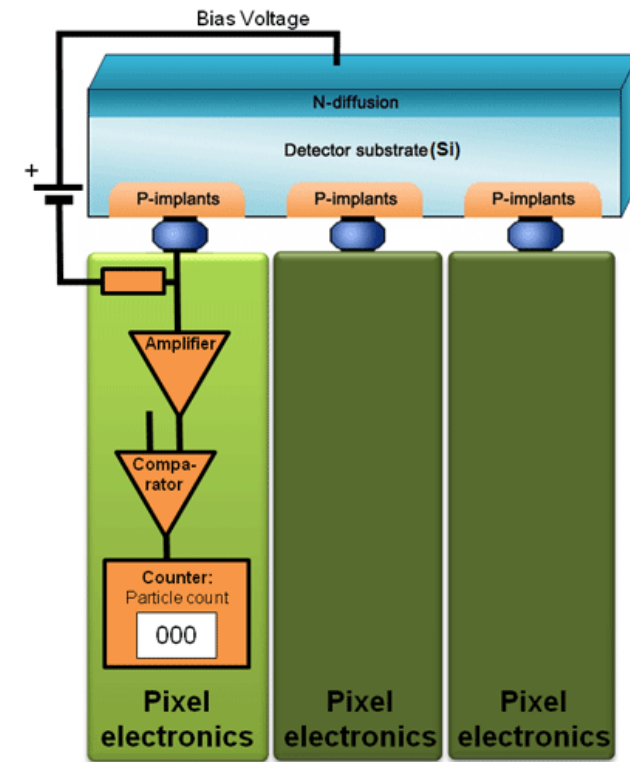 Bias Voltage
N-diffusion
Detector substrate(Si)
+
P-implants P-implants P-implants
Amplifier
Compa-
rator
Counter:
Particle count
000
Pixel
electronics
Pixel
electronics
Pixel
electronics